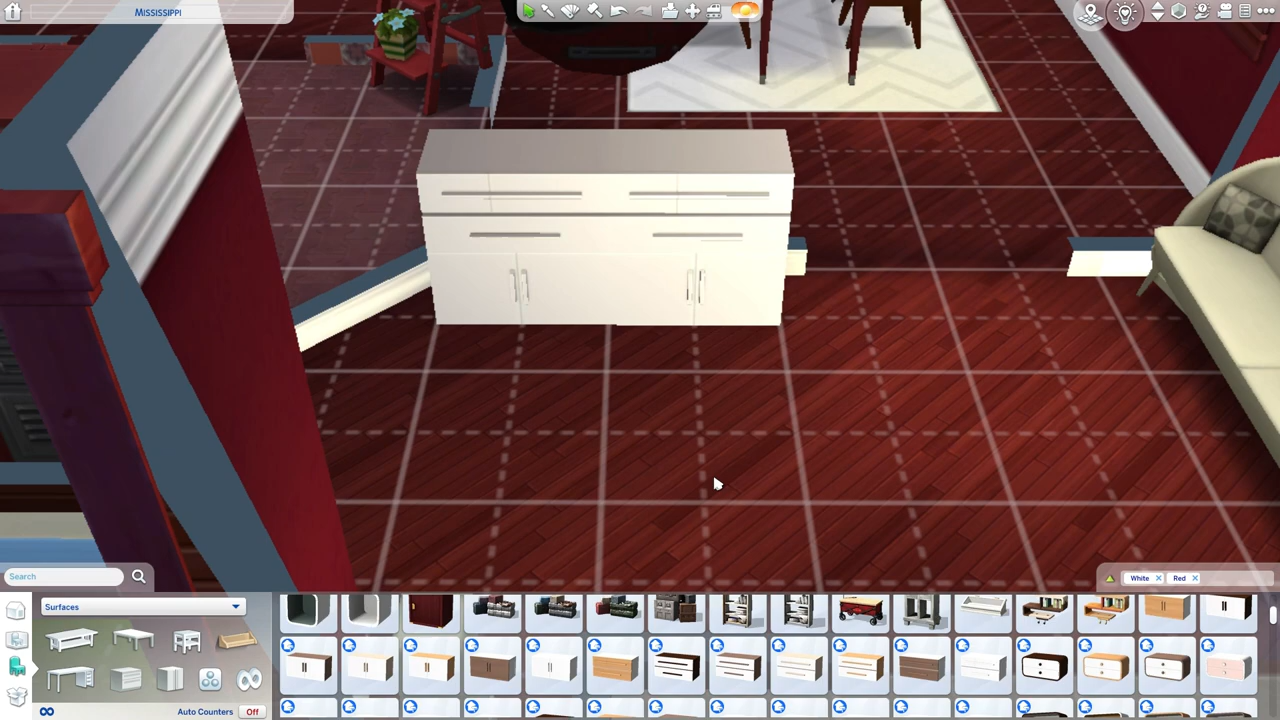 Mississippi
Search
White
Red
Surfaces
Auto Counters
Off